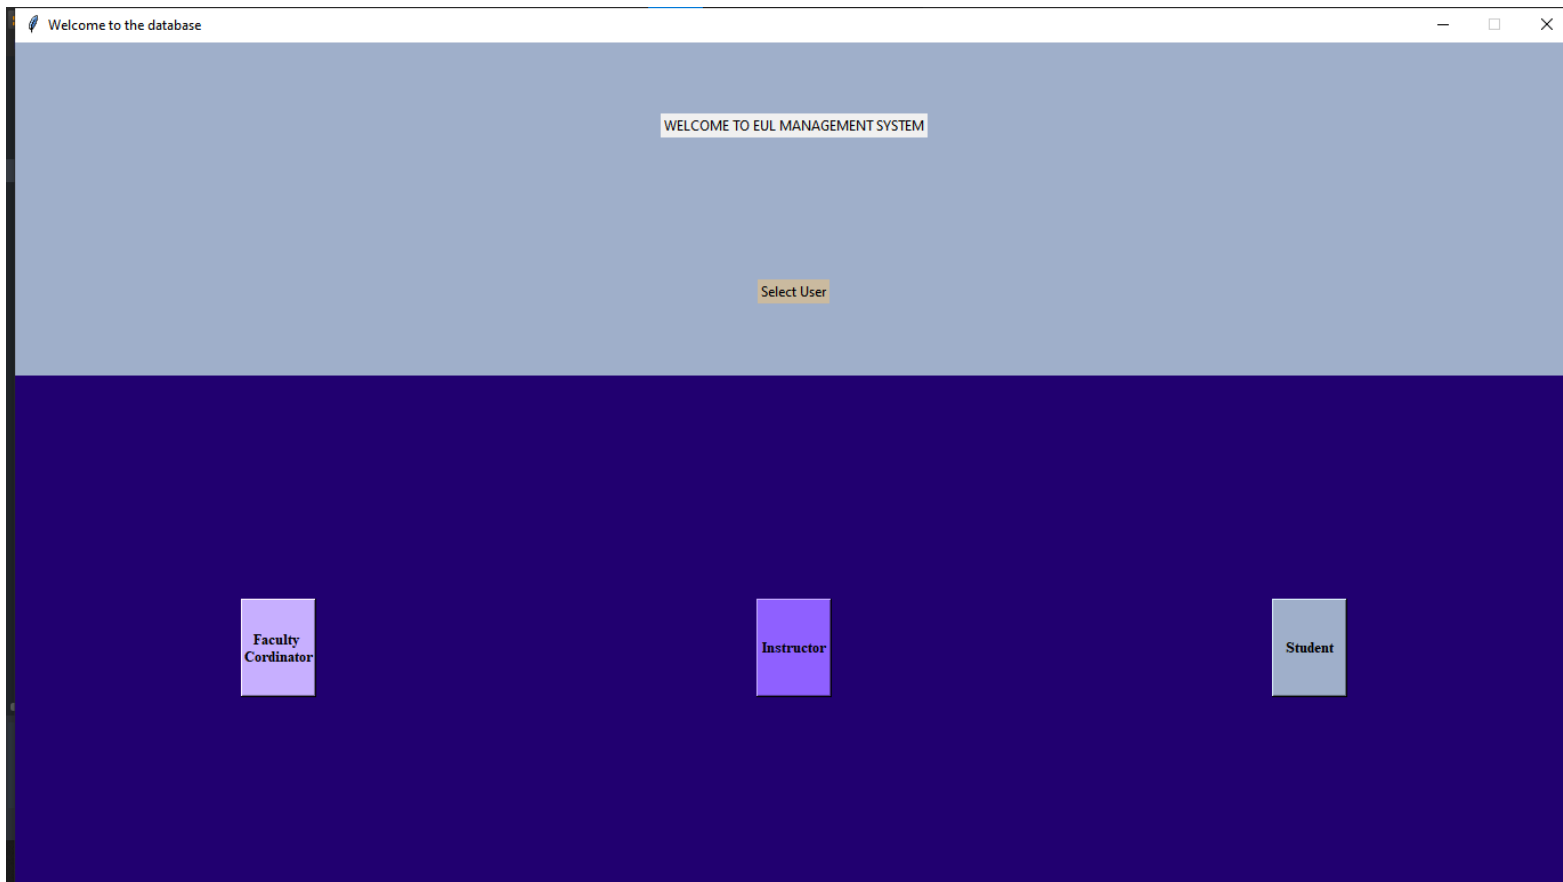 Welcome to the database
WELCOME TO EUL MANAGEMENT SYSTEM
Select User
Faculty
Cordinator
Instructor
Student